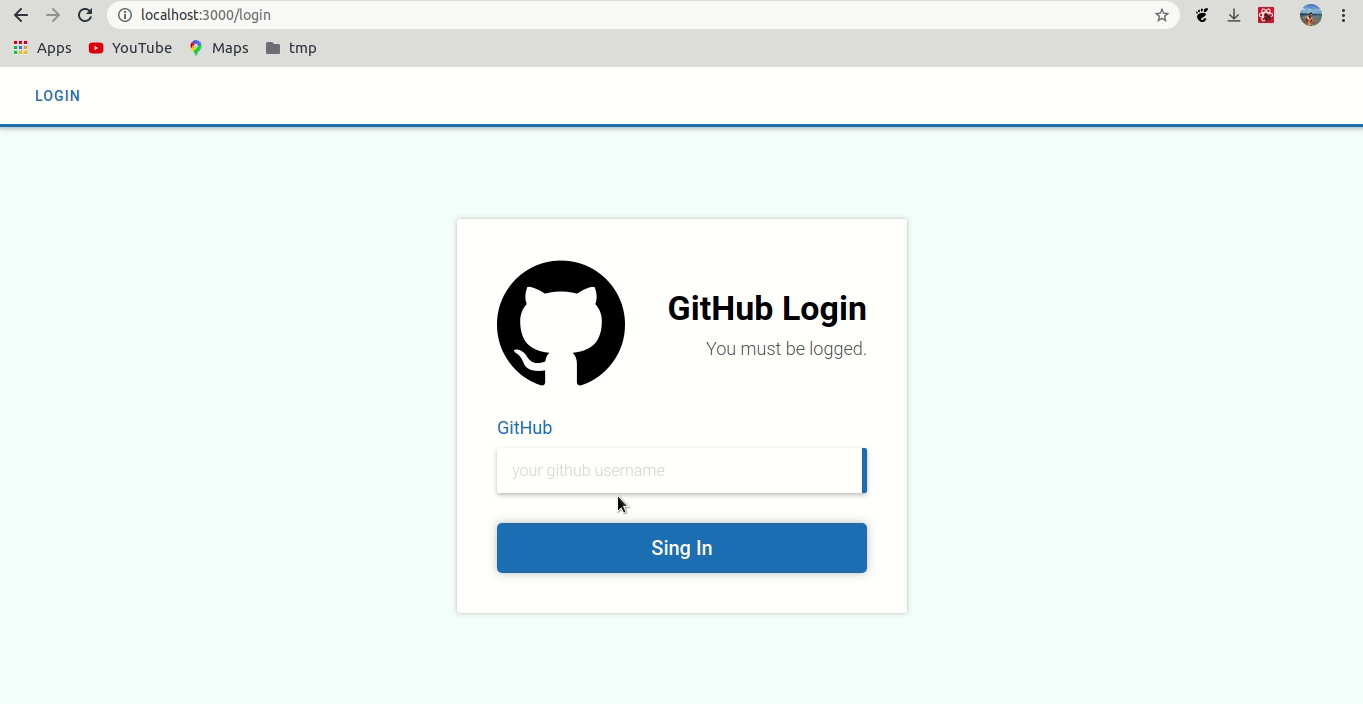 localhost:3000/login
Apps YouTube Maps tmp
LOGIN
GitHub Login
You must be logged.
GitHub
your github username
Sing In